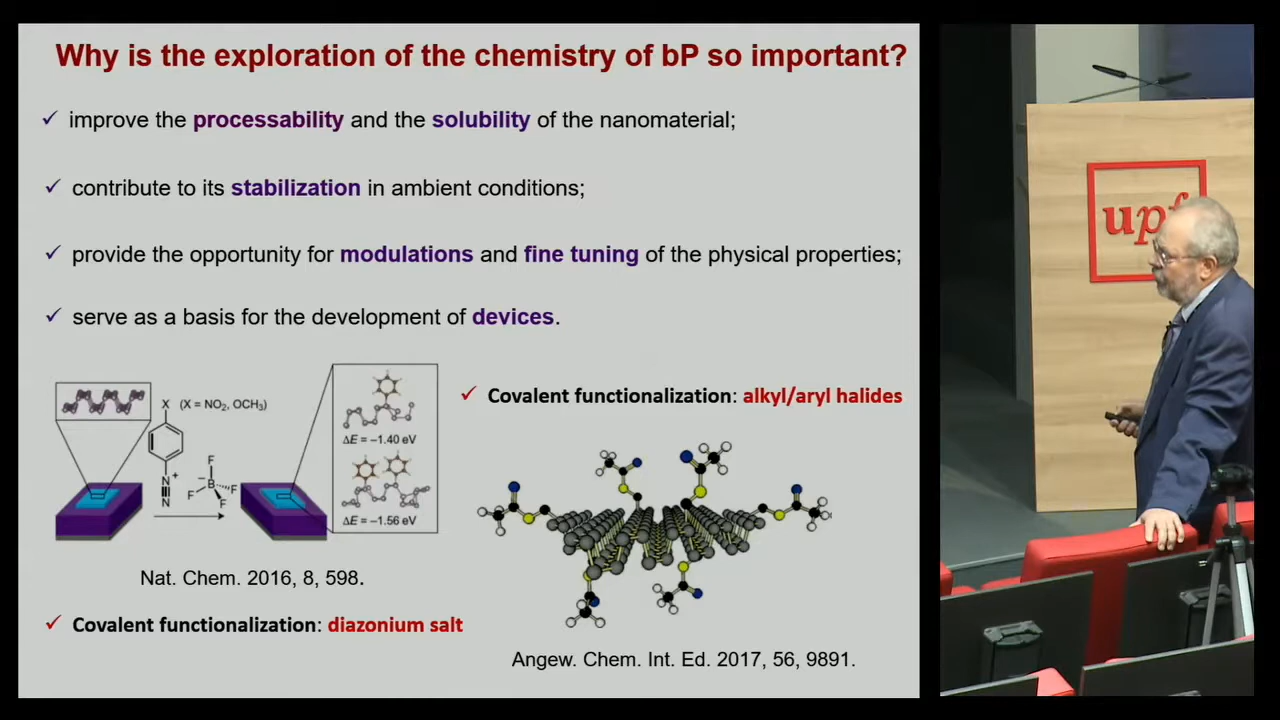 Why is the exploration of the chemistry of bP so important?
✓ improve the processability and the solubility of the nanomaterial;
✓ contribute to its stabilization in ambient conditions;
✓ provide the opportunity for modulations and fine tuning of the physical properties;
✓ serve as a basis for the development of devices.
X (X = NO₂, OCH₃)
N +
N
F
– B
F
F
F
ΔE = –1.40 eV
ΔE = –1.56 eV
Nat. Chem. 2016, 8, 598.
✓ Covalent functionalization: diazonium salt
✓ Covalent functionalization: alkyl/aryl halides
Angew. Chem. Int. Ed. 2017, 56, 9891.
upf.